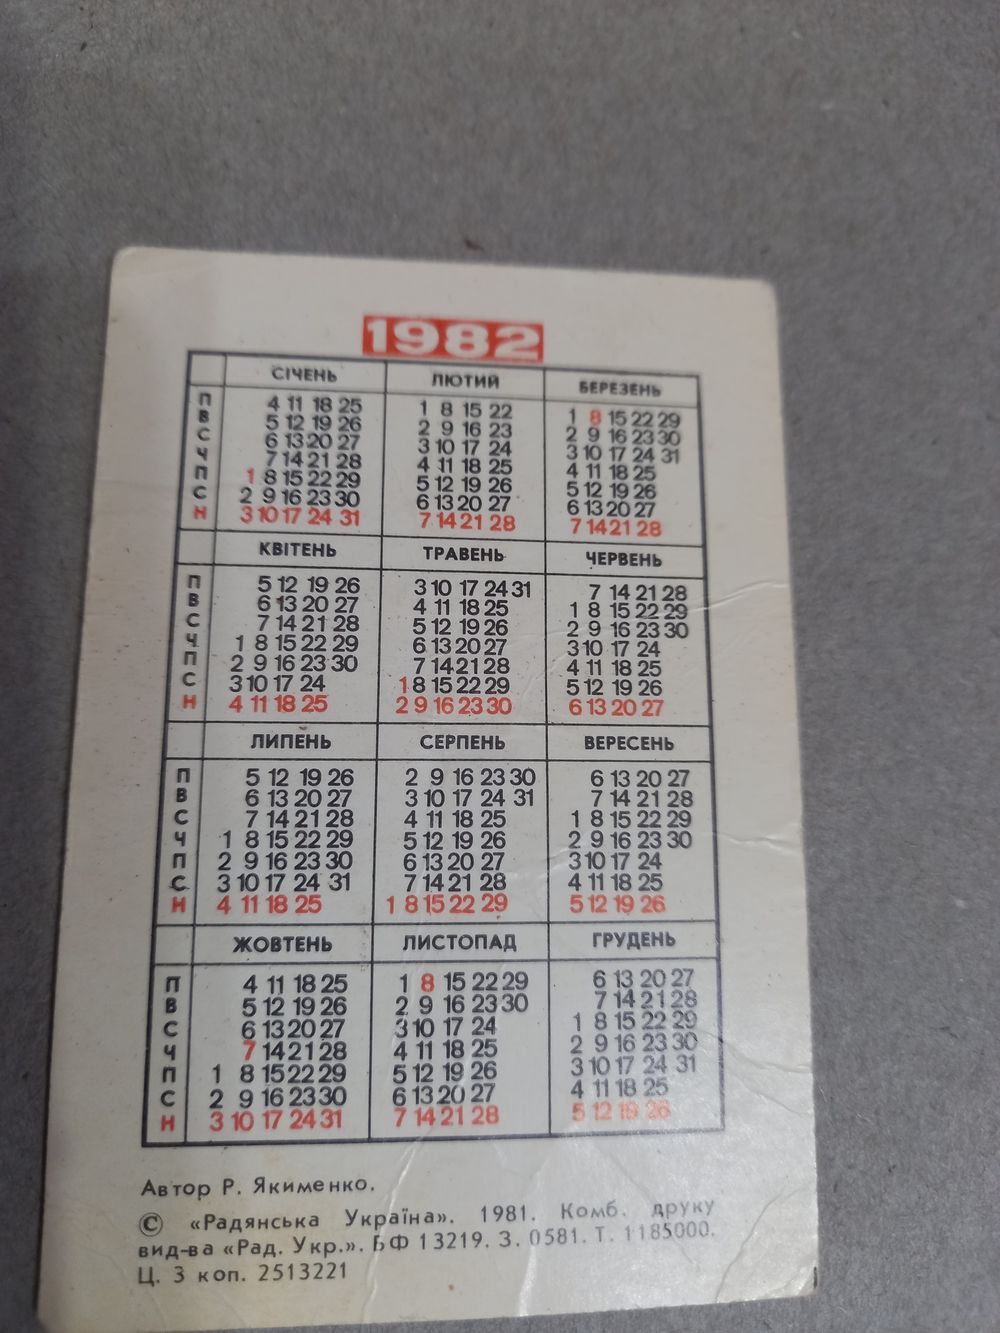 1982
СІЧЕНЬ ЛЮТИЙ БЕРЕЗЕНЬ
П 4 11 18 25 1 8 15 22 1 8 15 22 29
В 5 12 19 26 2 9 16 23 2 9 16 23 30
С 6 13 20 27 3 10 17 24 3 10 17 24 31
Ч 7 14 21 28 4 11 18 25 4 11 18 25
П 1 8 15 22 29 5 12 19 26 5 12 19 26
С 2 9 16 23 30 6 13 20 27 6 13 20 27
Н 3 10 17 24 31 7 14 21 28 7 14 21 28
КВІТЕНЬ ТРАВЕНЬ ЧЕРВЕНЬ
П 5 12 19 26 3 10 17 24 31 7 14 21 28
В 6 13 20 27 4 11 18 25 1 8 15 22 29
С 7 14 21 28 5 12 19 26 2 9 16 23 30
Ч 1 8 15 22 29 6 13 20 27 3 10 17 24
П 2 9 16 23 30 7 14 21 28 4 11 18 25
С 3 10 17 24 1 8 15 22 29 5 12 19 26
Н 4 11 18 25 2 9 16 23 30 6 13 20 27
ЛИПЕНЬ СЕРПЕНЬ ВЕРЕСЕНЬ
П 5 12 19 26 2 9 16 23 30 6 13 20 27
В 6 13 20 27 3 10 17 24 31 7 14 21 28
С 7 14 21 28 4 11 18 25 1 8 15 22 29
Ч 1 8 15 22 29 5 12 19 26 2 9 16 23 30
П 2 9 16 23 30 6 13 20 27 3 10 17 24
С 3 10 17 24 31 7 14 21 28 4 11 18 25
Н 4 11 18 25 1 8 15 22 29 5 12 19 26
ЖОВТЕНЬ ЛИСТОПАД ГРУДЕНЬ
П 4 11 18 25 1 8 15 22 29 6 13 20 27
В 5 12 19 26 2 9 16 23 30 7 14 21 28
С 6 13 20 27 3 10 17 24 1 8 15 22 29
Ч 7 14 21 28 4 11 18 25 2 9 16 23 30
П 1 8 15 22 29 5 12 19 26 3 10 17 24 31
С 2 9 16 23 30 6 13 20 27 4 11 18 25
Н 3 10 17 24 31 7 14 21 28 5 12 19 26
Автор Р. Якименко.
© «Радянська Україна». 1981. Комб. друку
вид-ва «Рад. Укр.». БФ 13219. З. 0581. Т. 1185000.
Ц. 3 коп. 2513221